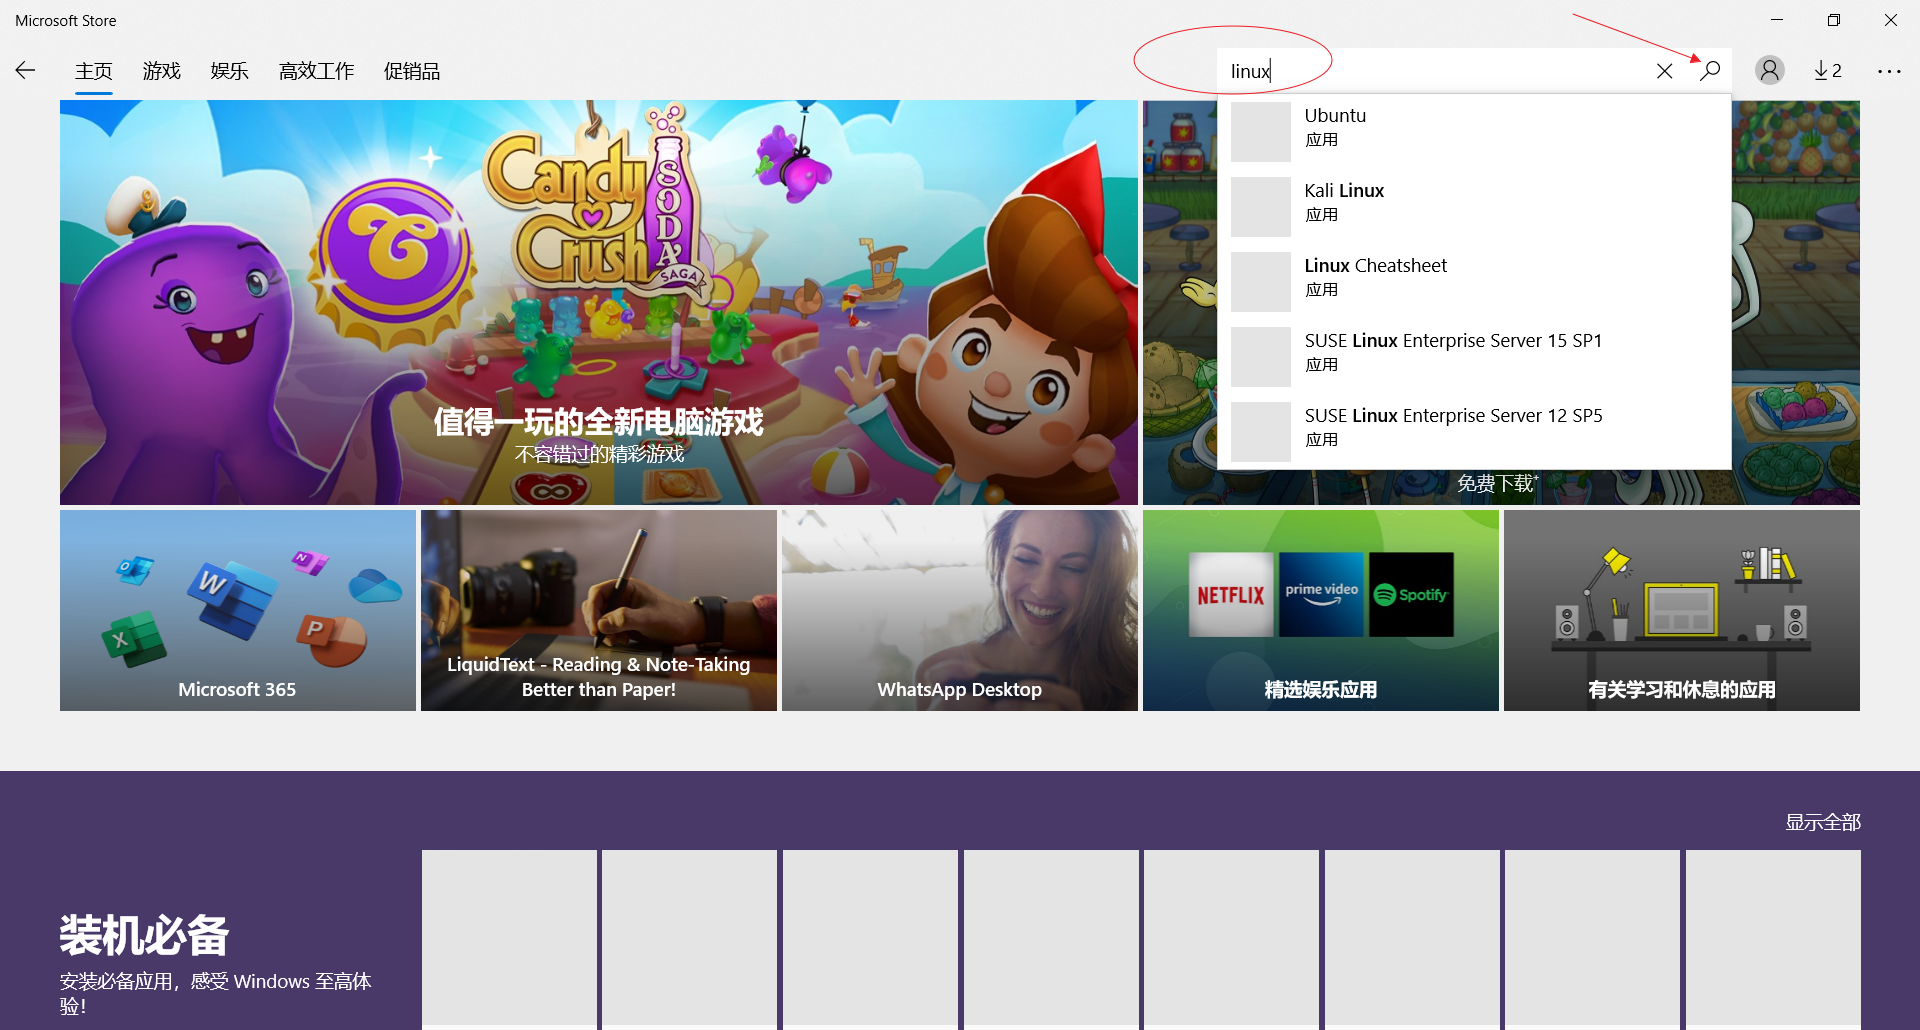 Microsoft Store
主页 游戏 娱乐 高效工作 促销品
linux
2
Ubuntu
应用
Kali Linux
应用
Linux Cheatsheet
应用
SUSE Linux Enterprise Server 15 SP1
应用
SUSE Linux Enterprise Server 12 SP5
应用
Candy
Crush
SODA
SAGA
值得一玩的全新电脑游戏
不容错过的精彩游戏
免费下载+
O
N
W
X
P
Microsoft 365
LiquidText - Reading & Note-Taking
Better than Paper!
WhatsApp Desktop
NETFLIX
prime video
Spotify
精选娱乐应用
有关学习和休息的应用
显示全部
装机必备
安装必备应用，感受 Windows 至高体
验！